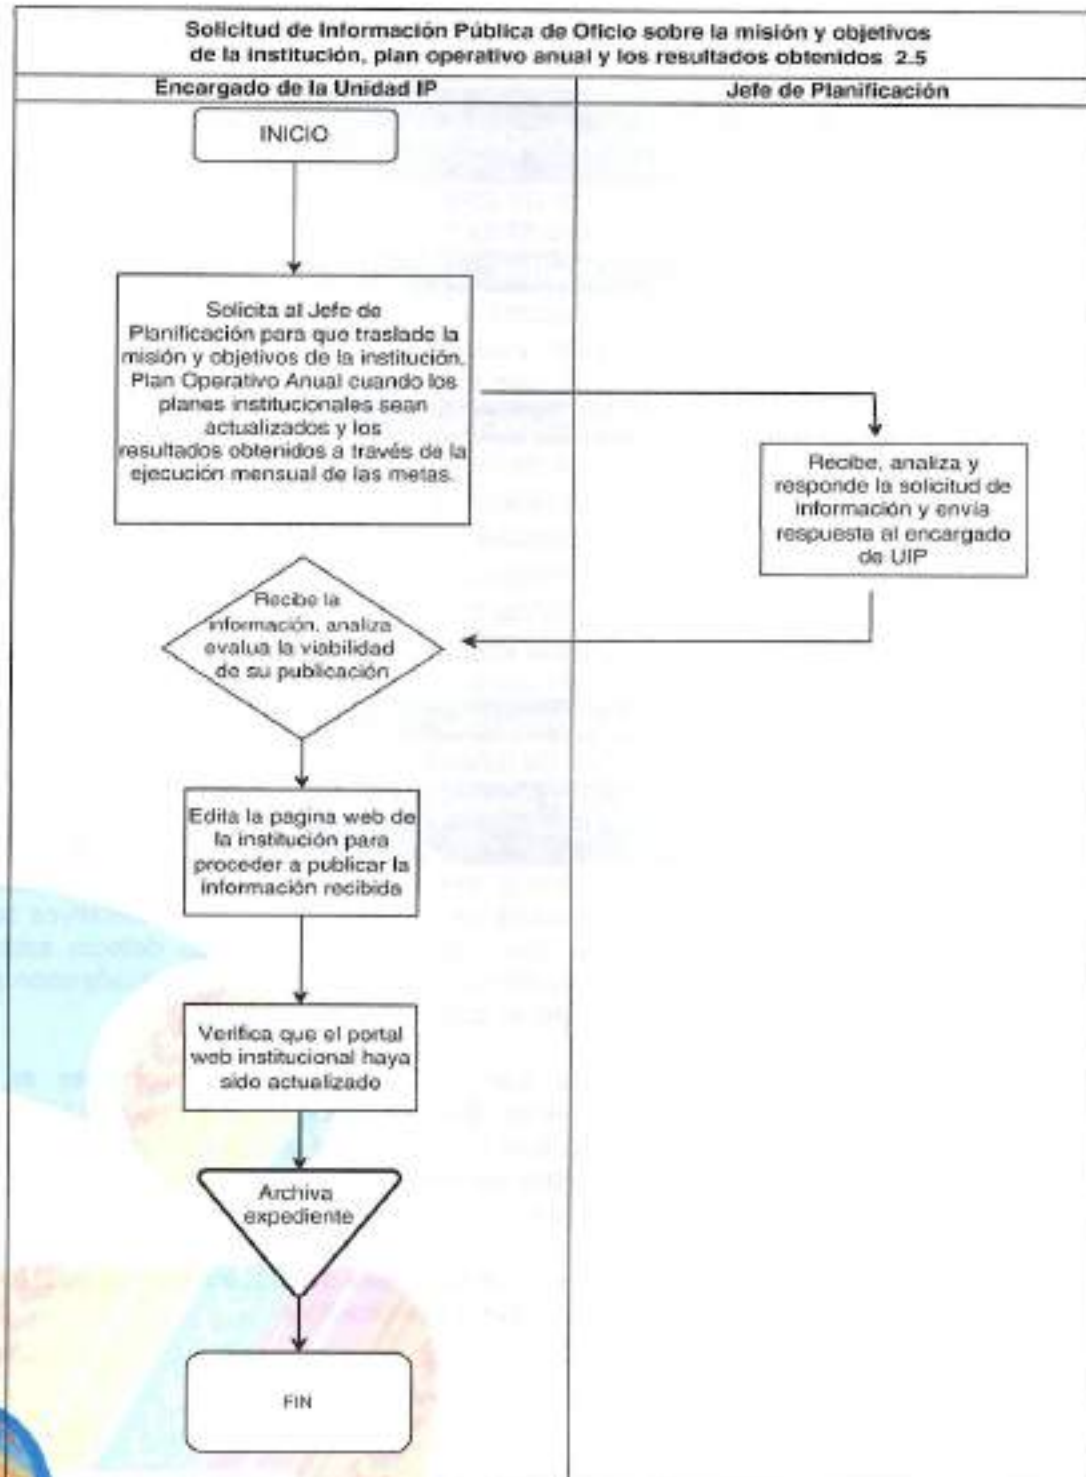 Solicitud de Información Pública de Oficio sobre la misión y objetivos
de la institución, plan operativo anual y los resultados obtenidos 2.5
Encargado de la Unidad IP
Jefe de Planificación
INICIO
Solicita al Jefe de
Planificación para que traslade la
misión y objetivos de la institución.
Plan Operativo Anual cuando los
planes institucionales sean
actualizados y los
resultados obtenidos a través de la
ejecución mensual de las metas.
Recibe, analiza y
responde la solicitud de
información y envía
respuesta al encargado
de UIP
Recibe la
información, analiza
evalua la viabilidad
de su publicación
Edita la pagina web de
la institución para
proceder a publicar la
información recibida
Verifica que el portal
web institucional haya
sido actualizado
Archiva
expediente
FIN